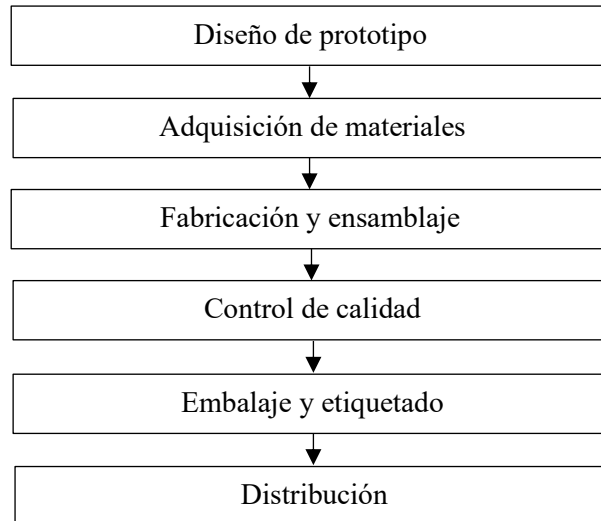 Diseño de prototipo
Adquisición de materiales
Fabricación y ensamblaje
Control de calidad
Embalaje y etiquetado
Distribución